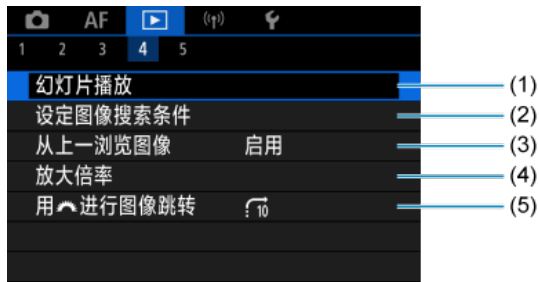 AF
1 2 3 4 5
幻灯片播放 (1)
设定图像搜索条件 (2)
从上一浏览图像 启用 (3)
放大倍率 (4)
用进行图像跳转 10 (5)